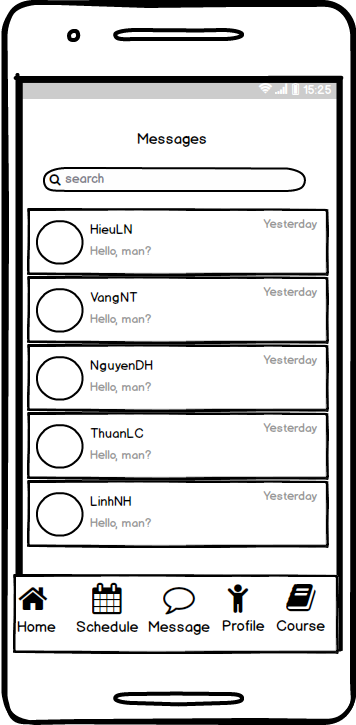 15:25
Messages
search
HieuLN
Yesterday
Hello, man?
VangNT
Yesterday
Hello, man?
NguyenDH
Yesterday
Hello, man?
ThuanLC
Yesterday
Hello, man?
LinhNH
Yesterday
Hello, man?
Home Schedule Message Profile Course